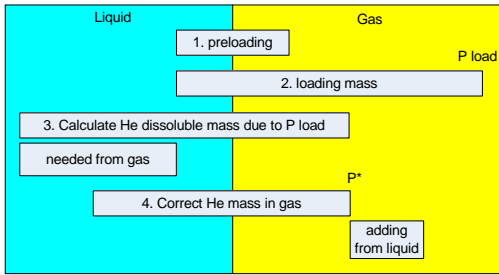 Liquid
Gas
1. preloading
P load
2. loading mass
3. Calculate He dissoluble mass due to P load
needed from gas
P*
4. Correct He mass in gas
adding
from liquid